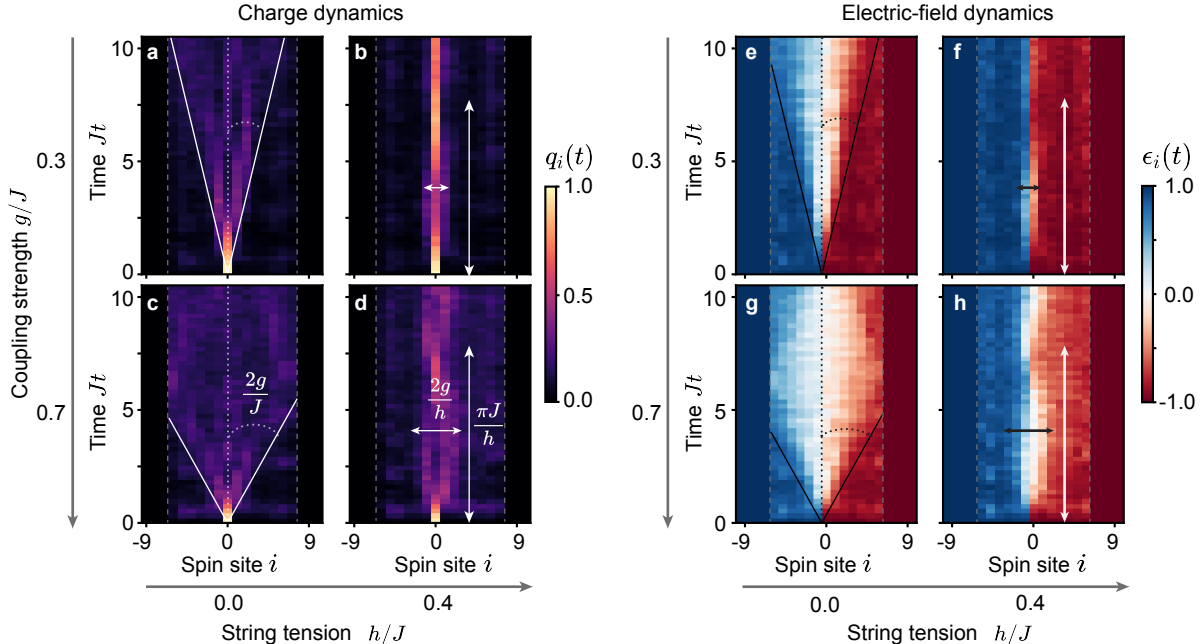 Charge dynamics
Electric-field dynamics
a
b
e
f
10
5
0
Time Jt
10
5
0
Time Jt
0.3
0.3
q_i(t)
1.0
0.5
0.0
ϵ_i(t)
1.0
0.0
-1.0
Coupling strength g/J
c
d
g
h
10
5
0
Time Jt
10
5
0
Time Jt
0.7
0.7
2g/J
2g/h
πJ/h
-9 0 9
-9 0 9
-9 0 9
-9 0 9
Spin site i
Spin site i
Spin site i
Spin site i
0.0
0.4
0.0
0.4
String tension h/J
String tension h/J